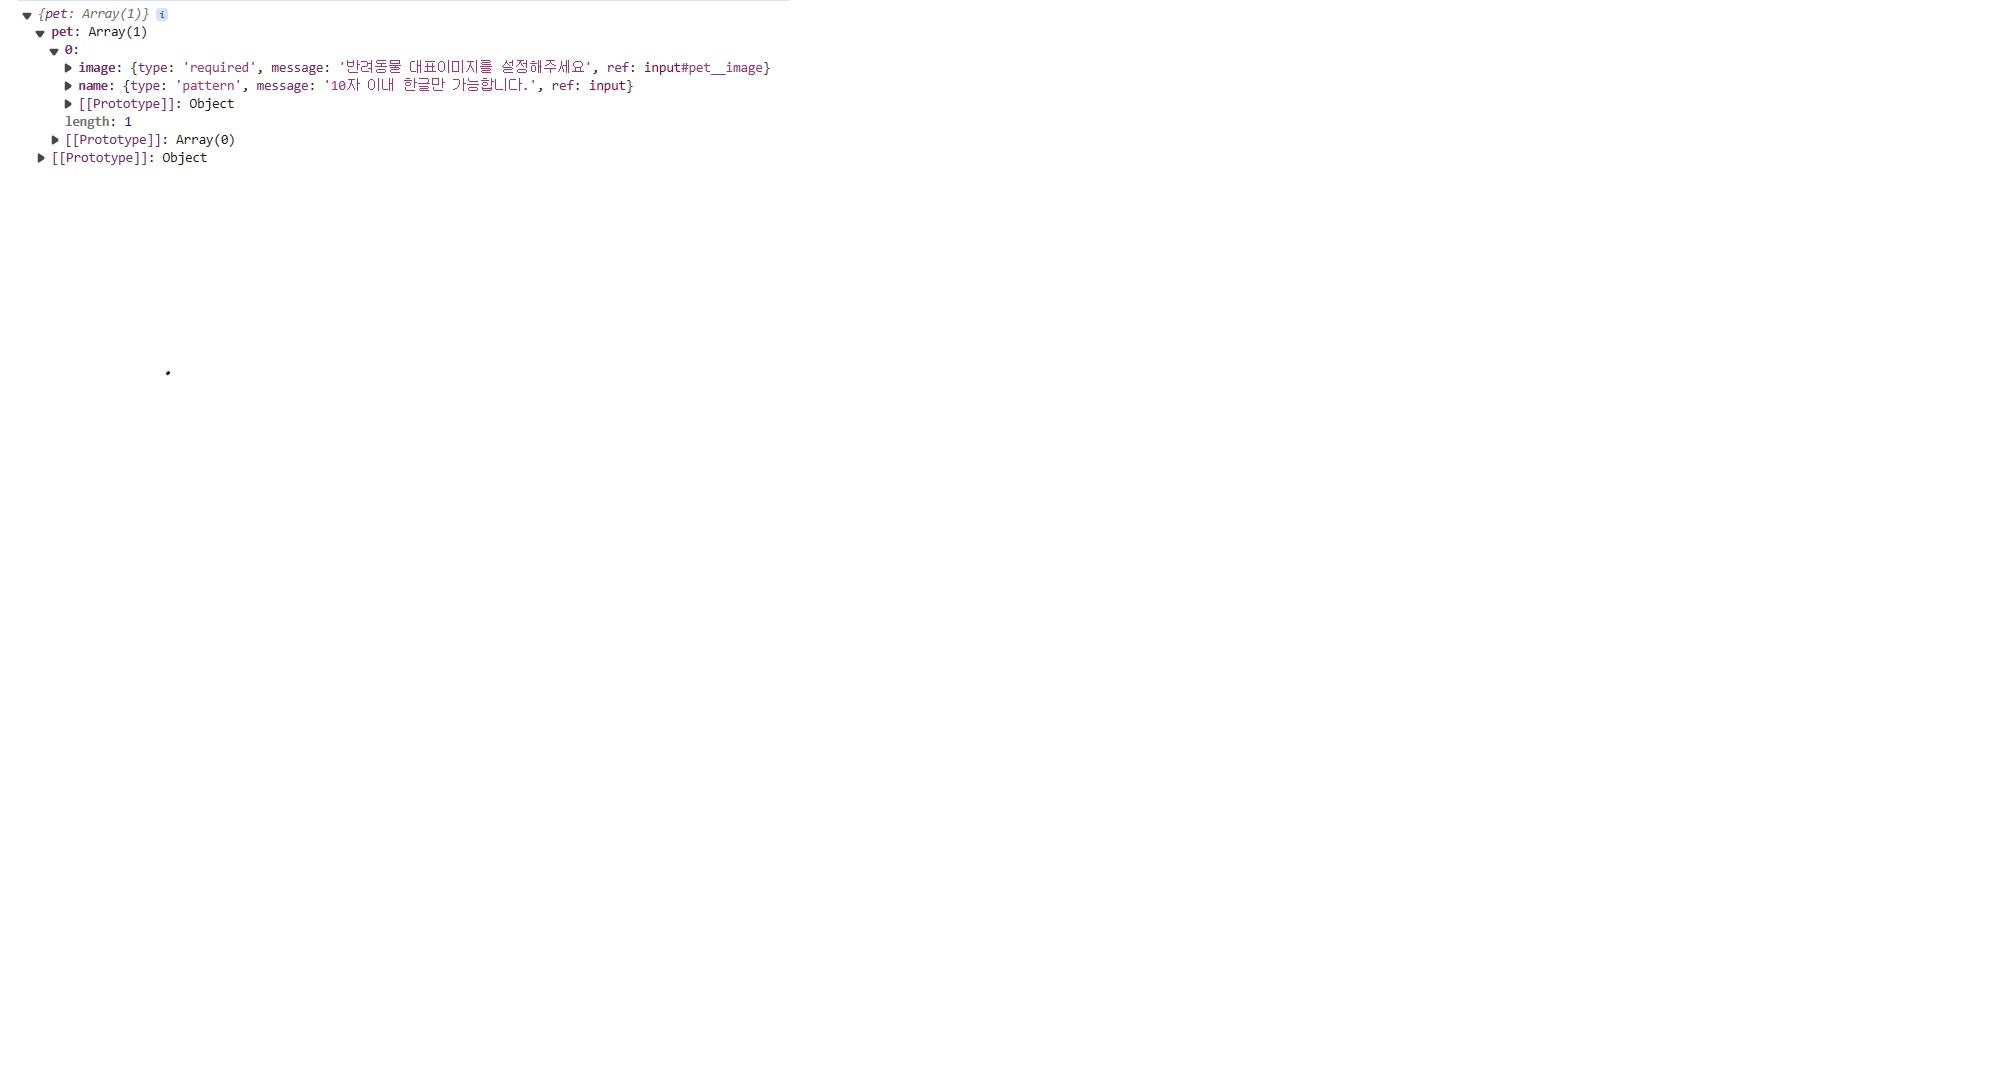 {pet: Array(1)} i
pet: Array(1)
0:
image: {type: 'required', message: '반려동물 대표이미지를 설정해주세요', ref: input#pet__image}
name: {type: 'pattern', message: '10자 이내 한글만 가능합니다.', ref: input}
[[Prototype]]: Object
length: 1
[[Prototype]]: Array(0)
[[Prototype]]: Object